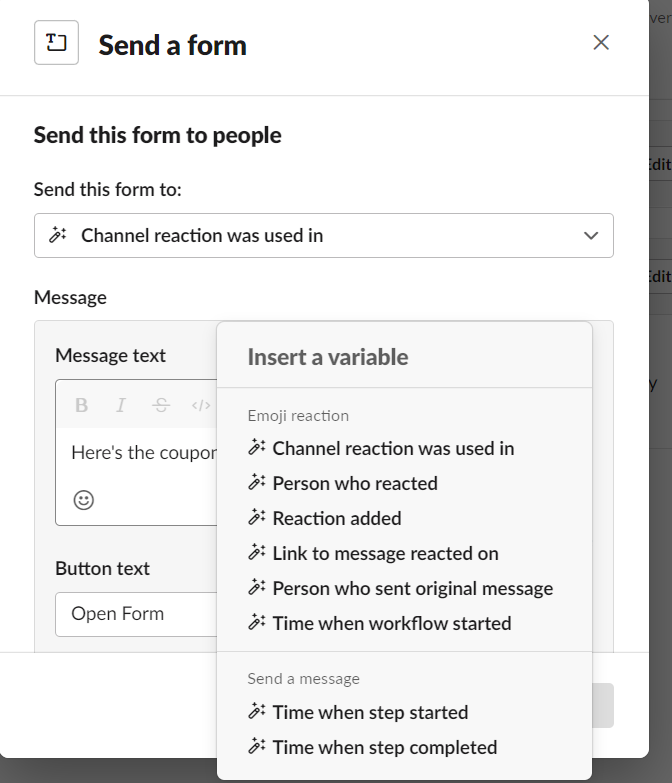 Send a form
Send this form to people
Send this form to:
Channel reaction was used in
Message
Message text
B I S </>
Here's the coupon
Button text
Open Form
Insert a variable
Emoji reaction
Channel reaction was used in
Person who reacted
Reaction added
Link to message reacted on
Person who sent original message
Time when workflow started
Send a message
Time when step started
Time when step completed
Edit
Edit